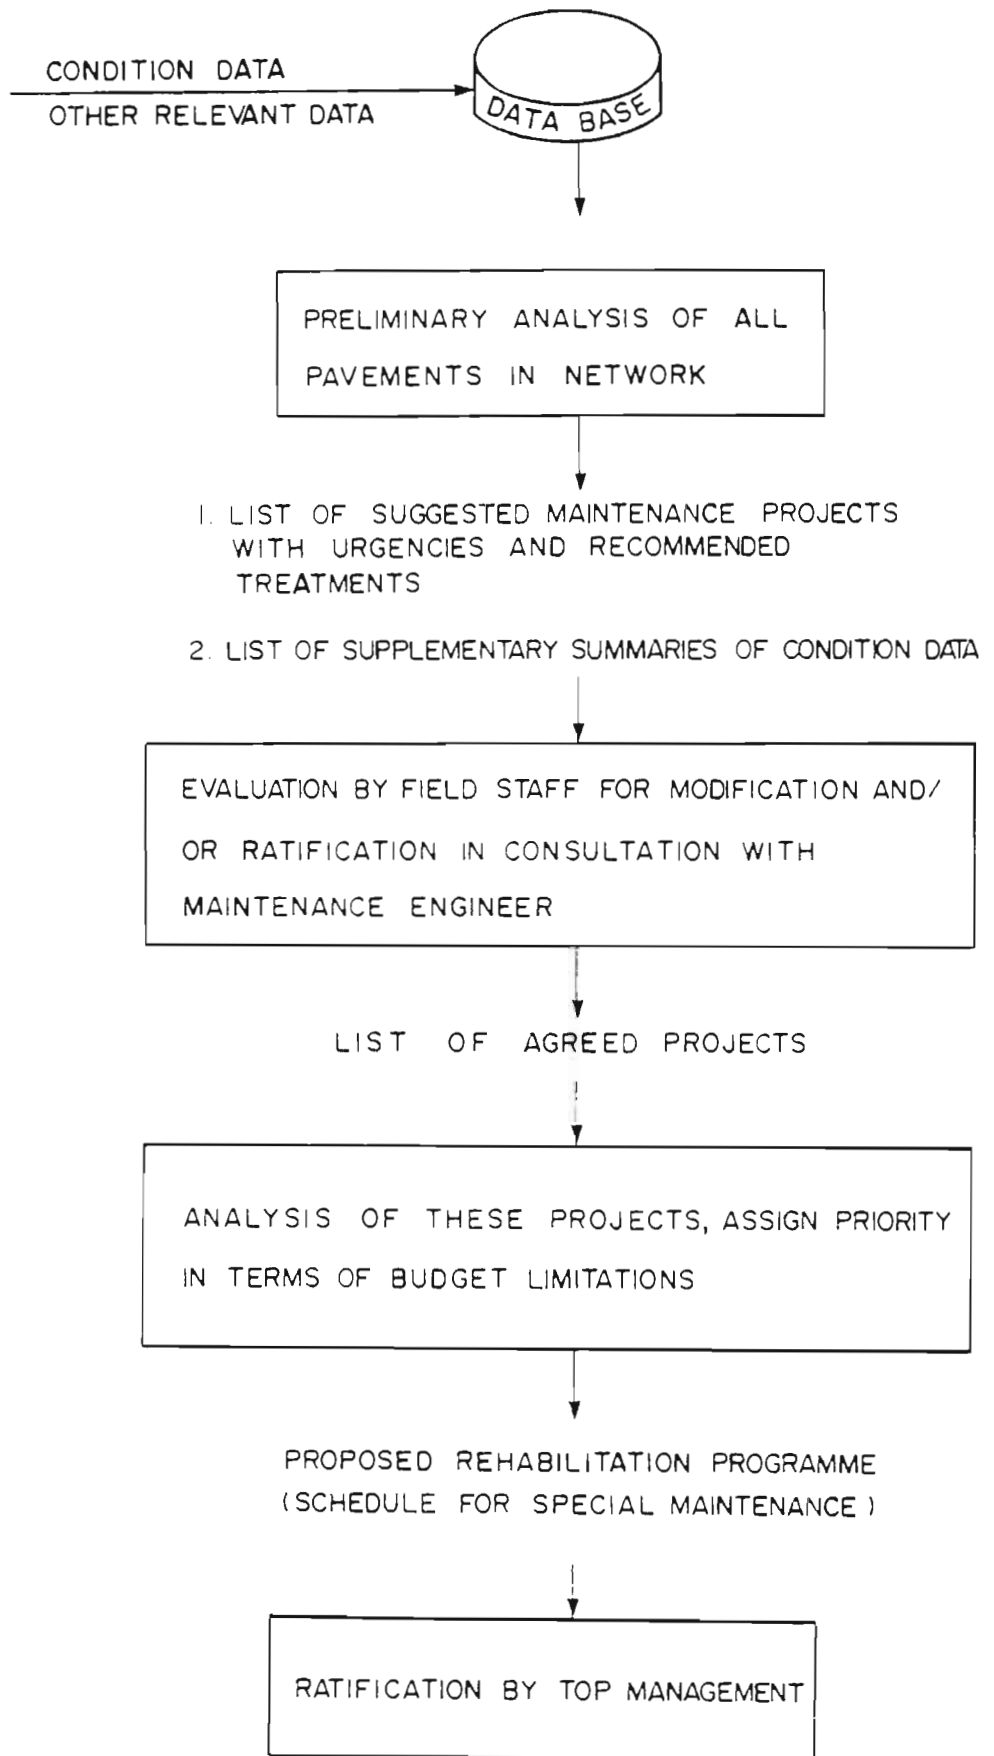 CONDITION DATA
OTHER RELEVANT DATA
DATA BASE
PRELIMINARY ANALYSIS OF ALL
PAVEMENTS IN NETWORK
1. LIST OF SUGGESTED MAINTENANCE PROJECTS
WITH URGENCIES AND RECOMMENDED
TREATMENTS
2. LIST OF SUPPLEMENTARY SUMMARIES OF CONDITION DATA
EVALUATION BY FIELD STAFF FOR MODIFICATION AND/
OR RATIFICATION IN CONSULTATION WITH
MAINTENANCE ENGINEER
LIST OF AGREED PROJECTS
ANALYSIS OF THESE PROJECTS, ASSIGN PRIORITY
IN TERMS OF BUDGET LIMITATIONS
PROPOSED REHABILITATION PROGRAMME
(SCHEDULE FOR SPECIAL MAINTENANCE)
RATIFICATION BY TOP MANAGEMENT